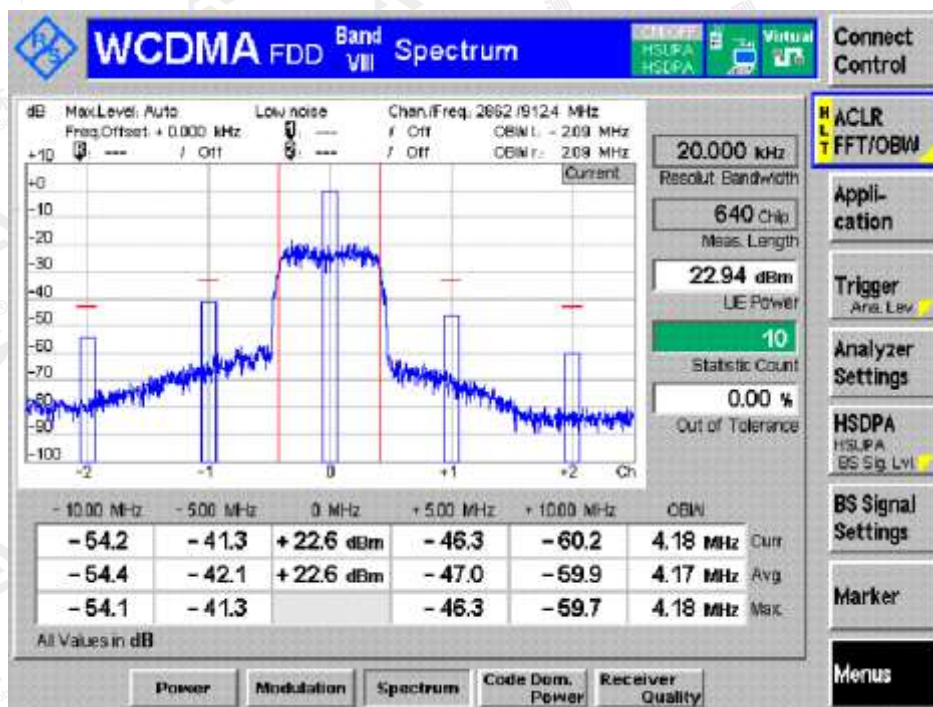 WCDMA FDD Band VIII Spectrum
HSUPA
HSDPA
Virtual
Connect Control
dB Max.Level: Auto Low noise Chan./Freq.: 2862 / 912.4 MHz
Freq.Offset: + 0.000 kHz --- / Off OBW l.: - 2.09 MHz
--- / Off --- / Off OBW r.: 2.09 MHz
Current
+10
+0
-10
-20
-30
-40
-50
-60
-70
-80
-90
-100
-2 -1 0 +1 +2 Ch
20.000 kHz
Resolut. Bandwidth
640 Chip
Meas. Length
22.94 dBm
UE Power
10
Statistic Count
0.00 %
Out of Tolerance
- 10.00 MHz - 5.00 MHz 0 MHz + 5.00 MHz + 10.00 MHz OBW
- 54.2 - 41.3 + 22.6 dBm - 46.3 - 60.2 4.18 MHz Curr.
- 54.4 - 42.1 + 22.6 dBm - 47.0 - 59.9 4.17 MHz Avg.
- 54.1 - 41.3 - 46.3 - 59.7 4.18 MHz Max.
All Values in dB
HLT
ACLR
FFT/OBW
Appli-
cation
Trigger
Ana. Lev.
Analyzer
Settings
HSDPA
HSUPA
BS Sig. Lvl.
BS Signal
Settings
Marker
Menus
Power Modulation Spectrum Code Dom. Power Receiver Quality